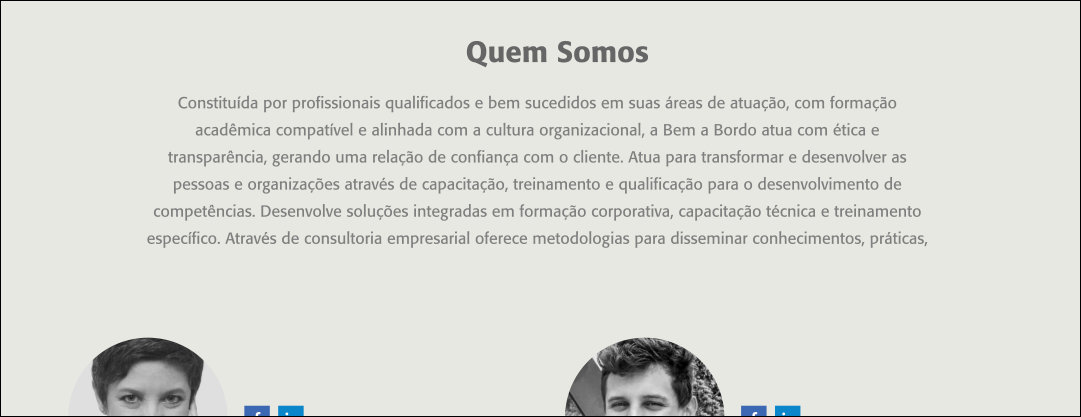 Quem Somos
Constituída por profissionais qualificados e bem sucedidos em suas áreas de atuação, com formação
acadêmica compatível e alinhada com a cultura organizacional, a Bem a Bordo atua com ética e
transparência, gerando uma relação de confiança com o cliente. Atua para transformar e desenvolver as
pessoas e organizações através de capacitação, treinamento e qualificação para o desenvolvimento de
competências. Desenvolve soluções integradas em formação corporativa, capacitação técnica e treinamento
específico. Através de consultoria empresarial oferece metodologias para disseminar conhecimentos, práticas,